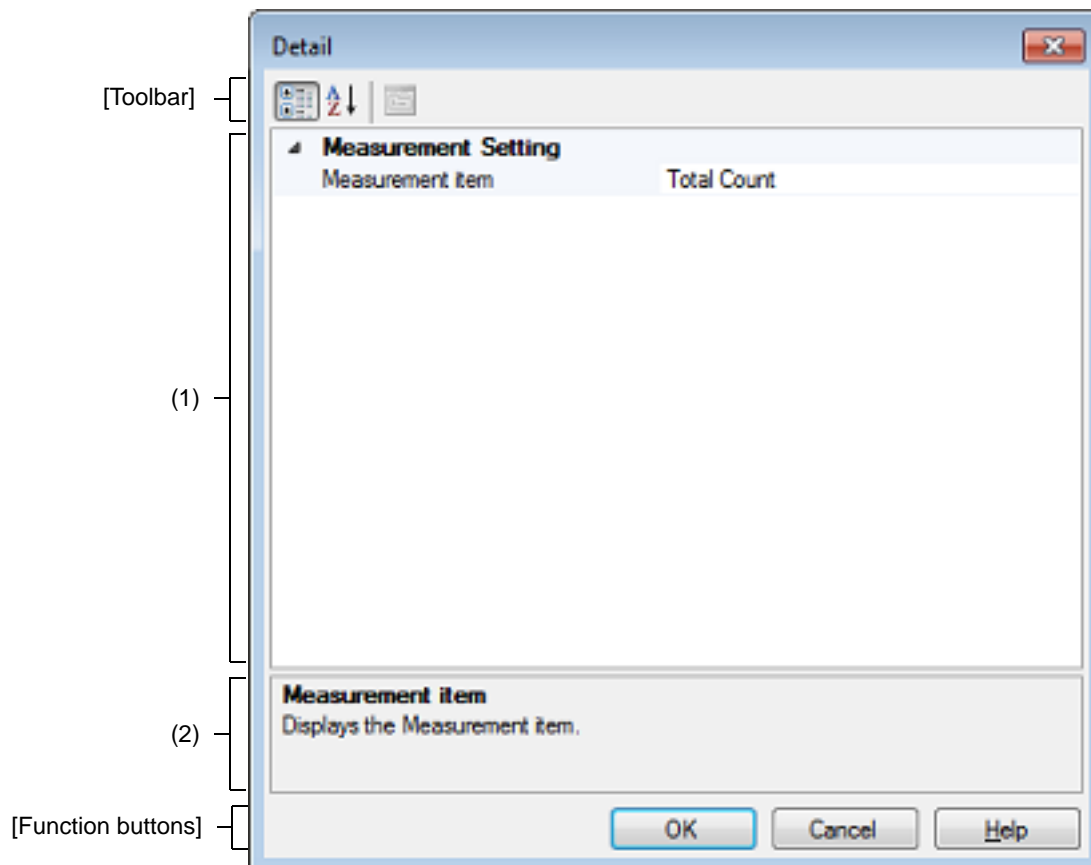 Detail
[Toolbar]
Measurement Setting
Measurement item Total Count
(1)
Measurement item
Displays the Measurement item.
(2)
[Function buttons]
OK Cancel Help